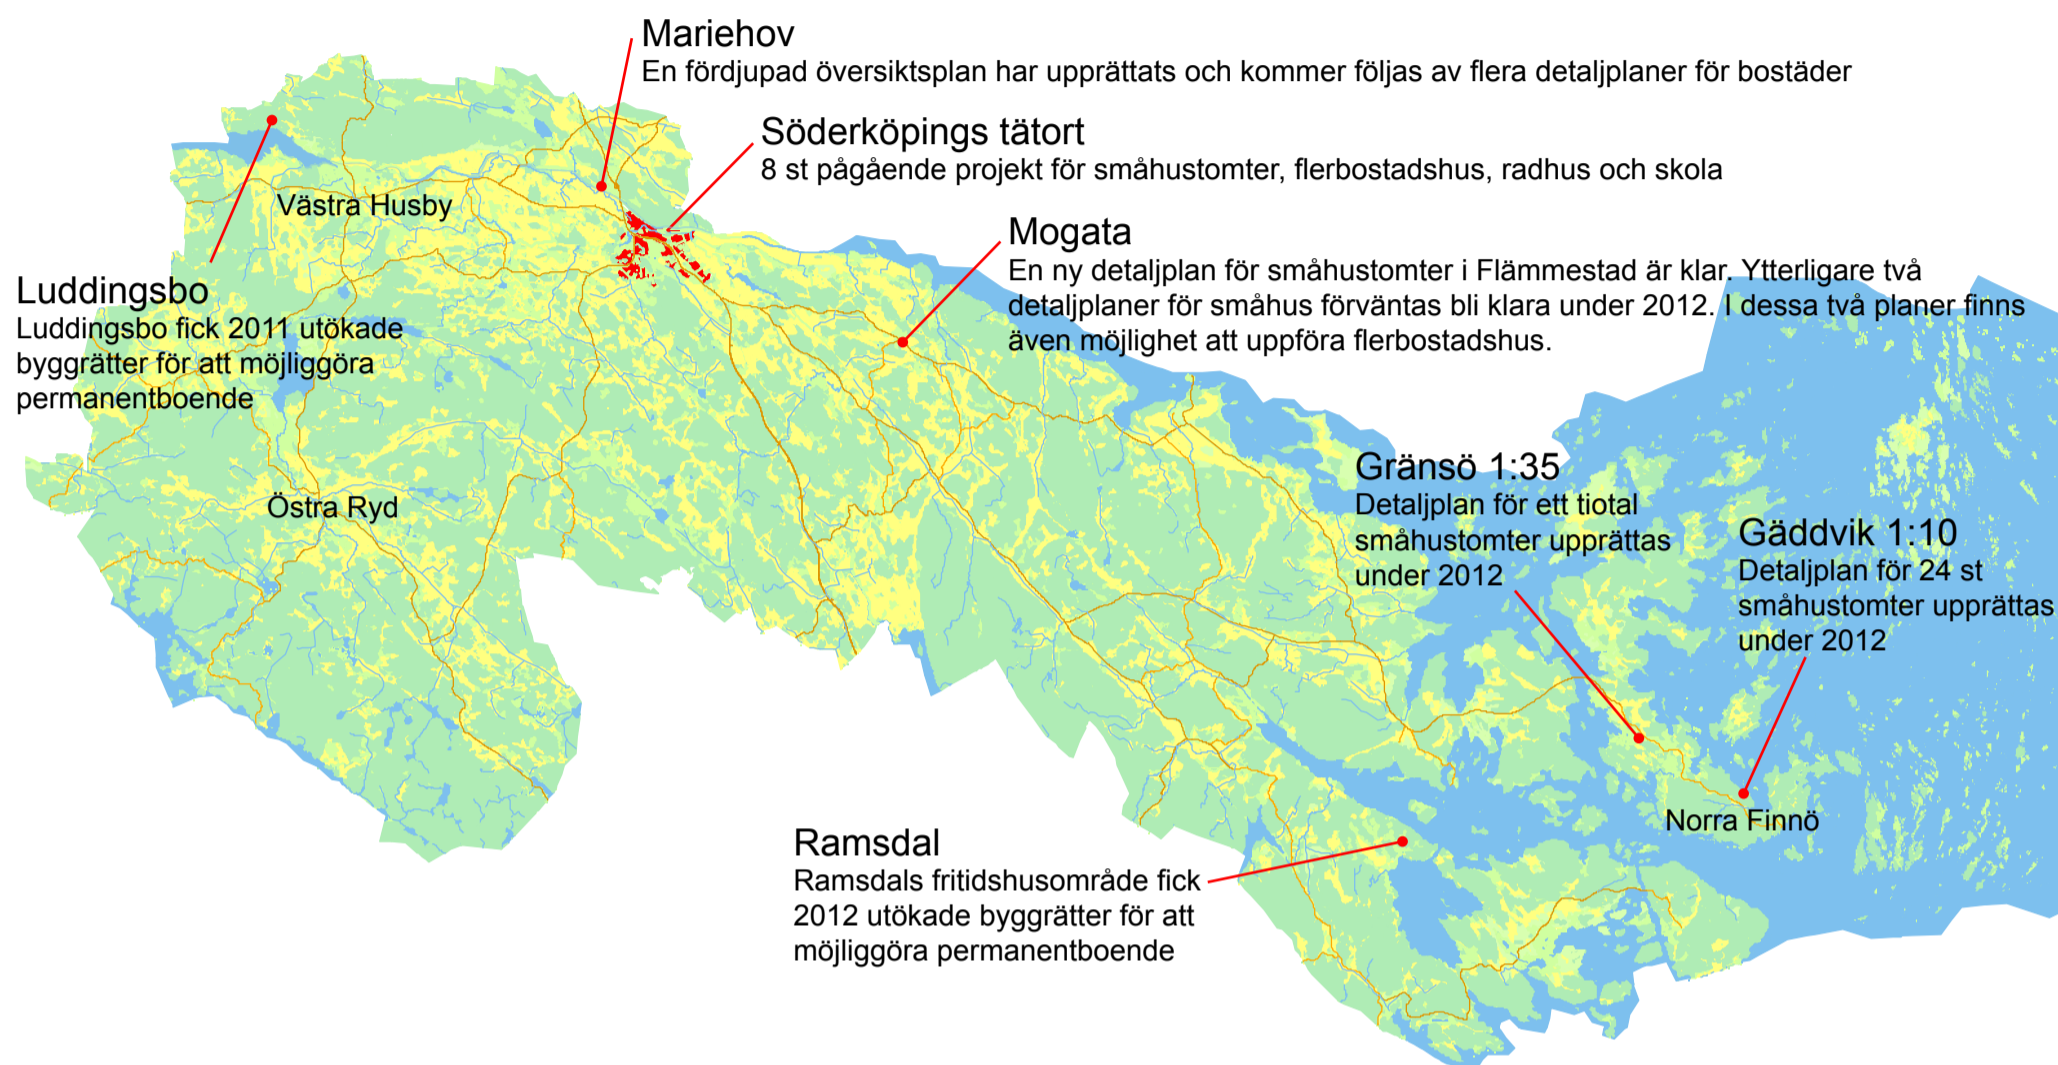 Mariehov
En fördjupad översiktsplan har upprättats och kommer följas av flera detaljplaner för bostäder
Söderköpings tätort
8 st pågående projekt för småhustomter, flerbostadshus, radhus och skola
Västra Husby
Mogata
En ny detaljplan för småhustomter i Flämmestad är klar. Ytterligare två
detaljplaner för småhus förväntas bli klara under 2012. I dessa två planer finns
även möjlighet att uppföra flerbostadshus.
Luddingsbo
Luddingsbo fick 2011 utökade
byggrätter för att möjliggöra
permanentboende
Östra Ryd
Gränsö 1:35
Detaljplan för ett tiotal
småhustomter upprättas
under 2012
Gäddvik 1:10
Detaljplan för 24 st
småhustomter upprättas
under 2012
Norra Finnö
Ramsdal
Ramsdals fritidshusområde fick
2012 utökade byggrätter för att
möjliggöra permanentboende